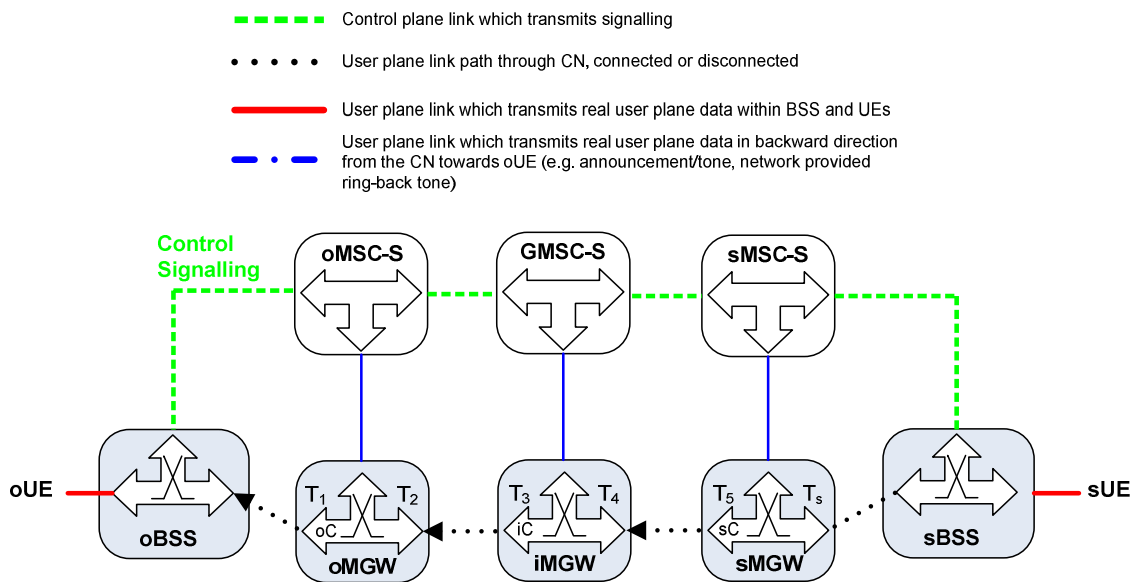 Control plane link which transmits signalling
User plane link path through CN, connected or disconnected
User plane link which transmits real user plane data within BSS and UEs
User plane link which transmits real user plane data in backward direction
from the CN towards oUE (e.g. announcement/tone, network provided
ring-back tone)
Control
Signalling
oMSC-S
GMSC-S
sMSC-S
oUE
oBSS
T1
T2
oC
oMGW
T3
T4
iC
iMGW
T5
Ts
sC
sMGW
sBSS
sUE